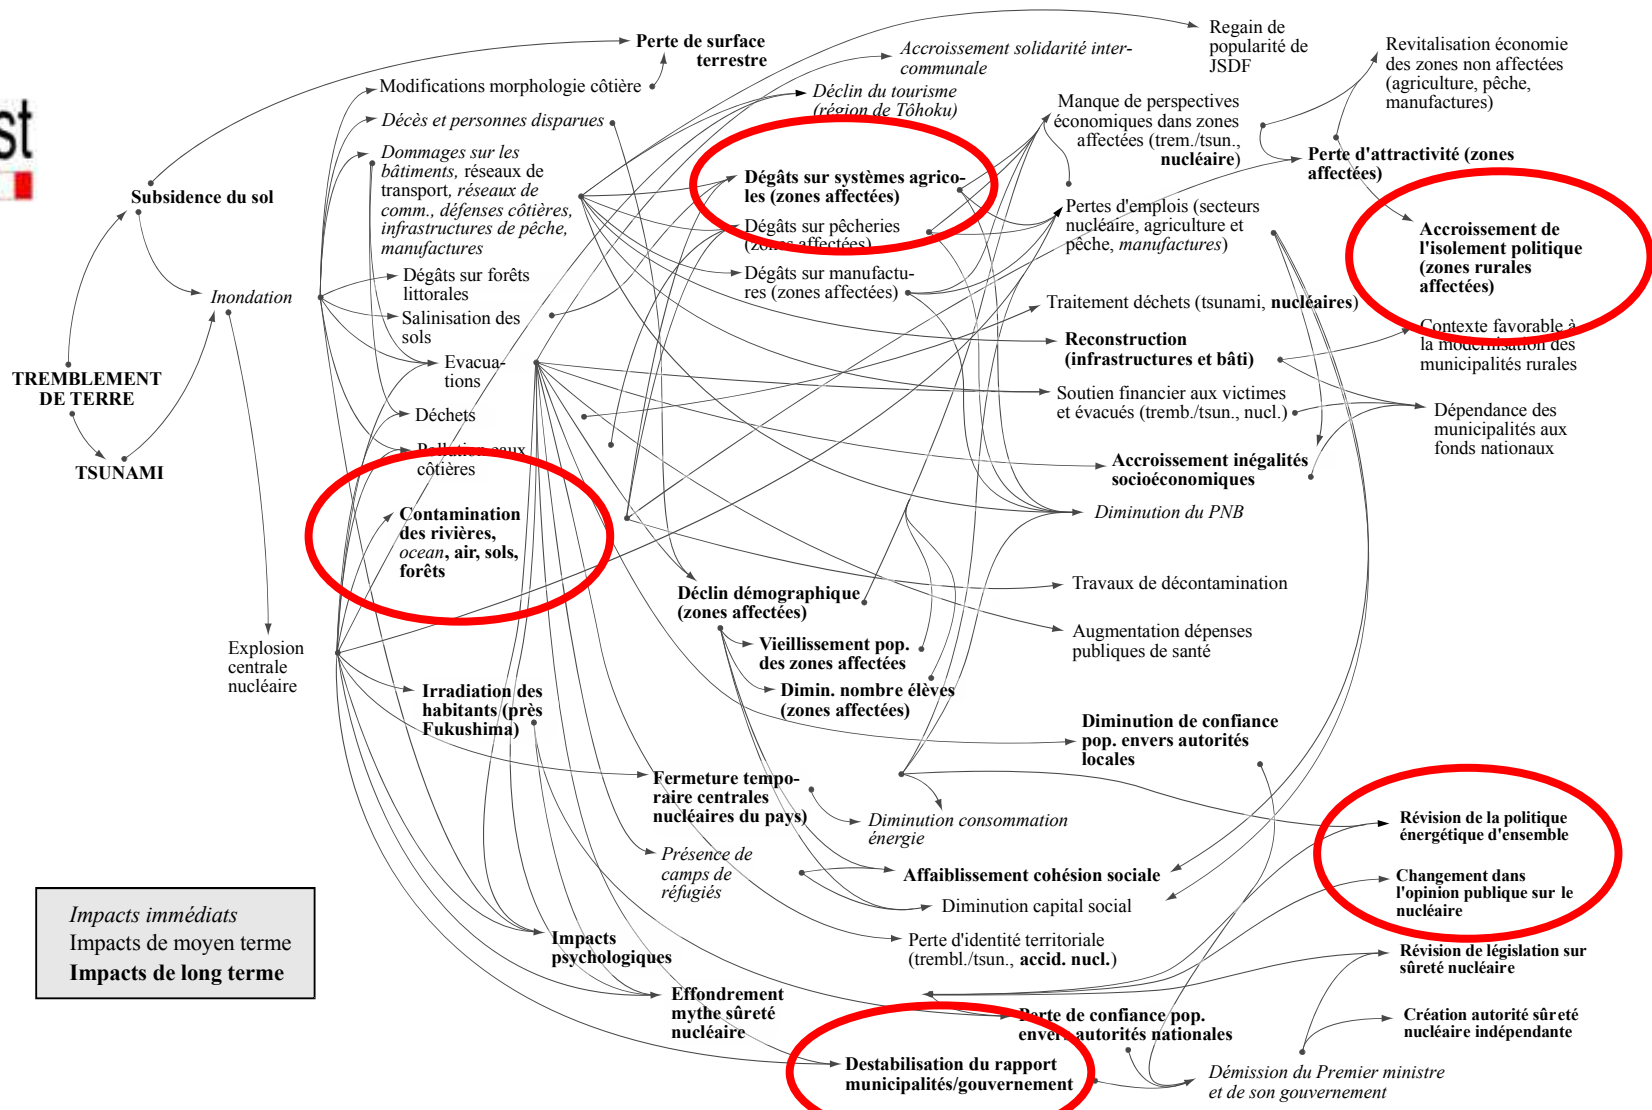 st
Perte de surface
terrestre
Modifications morphologie côtière
Décès et personnes disparues
Dommages sur les
bâtiments, réseaux de
transport, réseaux de
comm., défenses côtières,
infrastructures de pêche,
manufactures
Subsidence du sol
Inondation
Dégâts sur forêts
littorales
Salinisation des
sols
Evacua-
tions
Déchets
Pollution eaux
côtières
TREMBLEMENT
DE TERRE
TSUNAMI
Contamination
des rivières,
ocean, air, sols,
forêts
Explosion
centrale
nucléaire
Irradiation des
habitants (près
Fukushima)
Accroissement solidarité inter-
communale
Déclin du tourisme
(région de Tôhoku)
Dégâts sur systèmes agrico-
les (zones affectées)
Dégâts sur pêcheries
(zones affectées)
Dégâts sur manufactu-
res (zones affectées)
Déclin démographique
(zones affectées)
Vieillissement pop.
des zones affectées
Dimin. nombre élèves
(zones affectées)
Fermeture tempo-
raire centrales
nucléaires du pays)
Diminution consommation
énergie
Présence de
camps de
réfugiés
Affaiblissement cohésion sociale
Diminution capital social
Perte d'identité territoriale
(trembl./tsun., accid. nucl.)
Impacts
psychologiques
Effondrement
mythe sûreté
nucléaire
Perte de confiance pop.
envers autorités nationales
Destabilisation du rapport
municipalités/gouvernement
Regain de
popularité de
JSDF
Manque de perspectives
économiques dans zones
affectées (trem./tsun.,
nucléaire)
Pertes d'emplois (secteurs
nucléaire, agriculture et
pêche, manufactures)
Traitement déchets (tsunami, nucléaires)
Reconstruction
(infrastructures et bâti)
Soutien financier aux victimes
et évacués (tremb./tsun., nucl.)
Accroissement inégalités
socioéconomiques
Diminution du PNB
Travaux de décontamination
Augmentation dépenses
publiques de santé
Diminution de confiance
pop. envers autorités
locales
Revitalisation économie
des zones non affectées
(agriculture, pêche,
manufactures)
Perte d'attractivité (zones
affectées)
Accroissement de
l'isolement politique
(zones rurales
affectées)
Contexte favorable à
la modernisation des
municipalités rurales
Dépendance des
municipalités aux
fonds nationaux
Révision de la politique
énergétique d'ensemble
Changement dans
l'opinion publique sur le
nucléaire
Révision de législation sur
sûreté nucléaire
Création autorité sûreté
nucléaire indépendante
Démission du Premier ministre
et de son gouvernement
Impacts immédiats
Impacts de moyen terme
Impacts de long terme